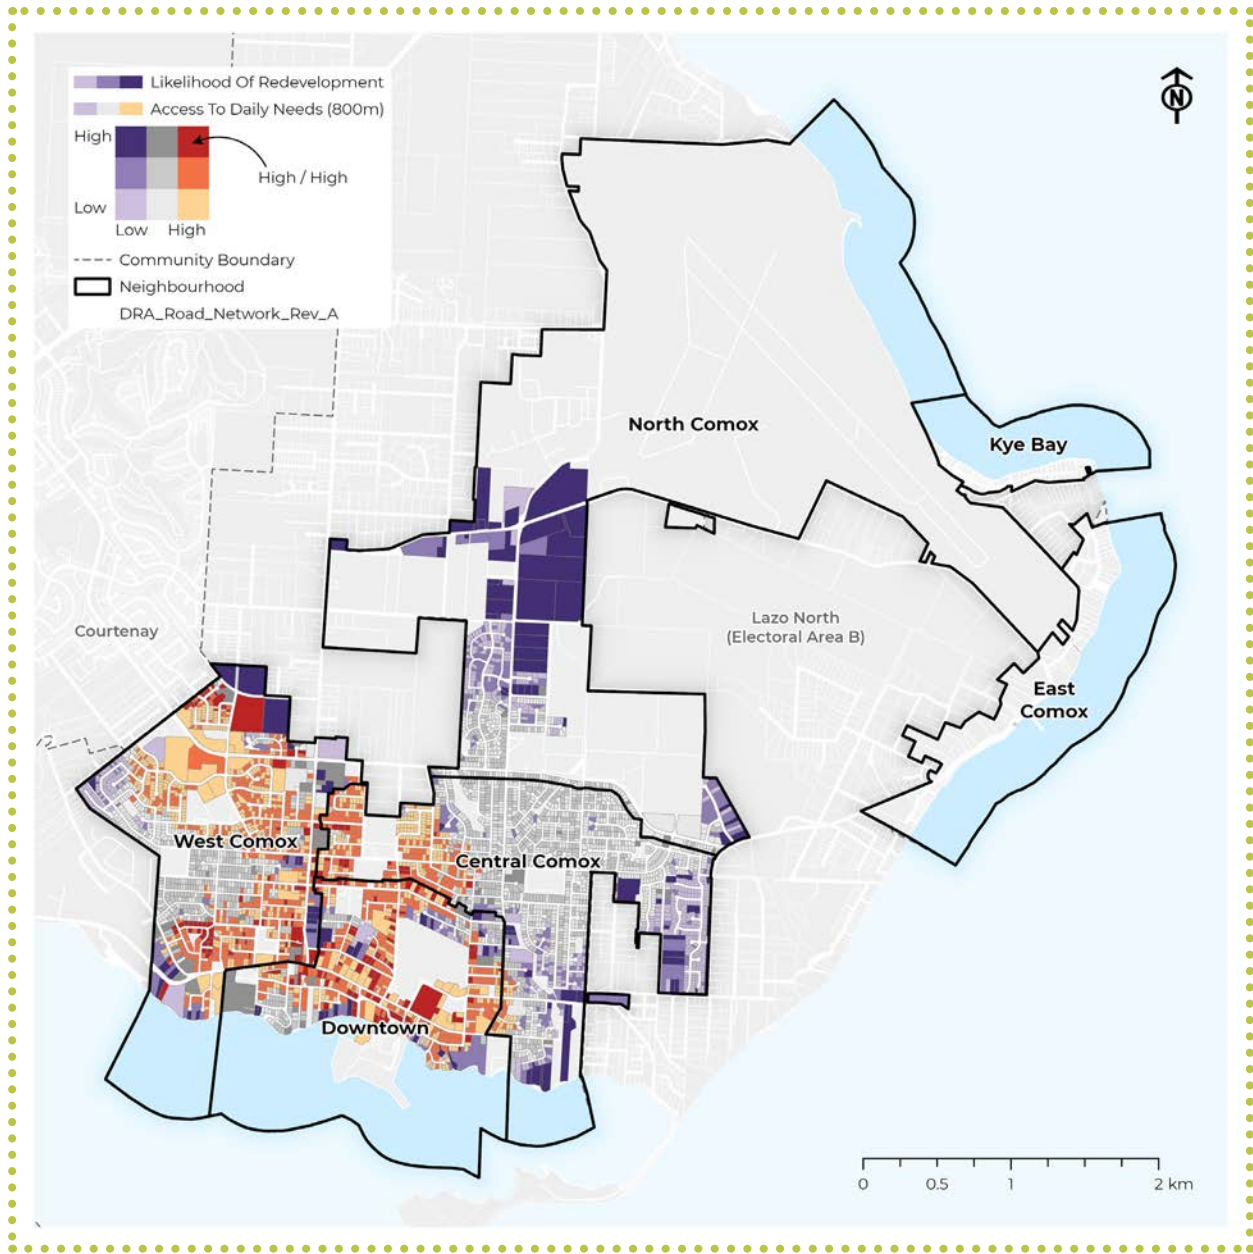 Likelihood Of Redevelopment
Access To Daily Needs (800m)
High
High / High
Low
Low High
Community Boundary
Neighbourhood
DRA_Road_Network_Rev_A
N
North Comox
Kye Bay
Lazo North
(Electoral Area B)
Courtenay
East
Comox
West Comox
Central Comox
Downtown
0 0.5 1 2 km